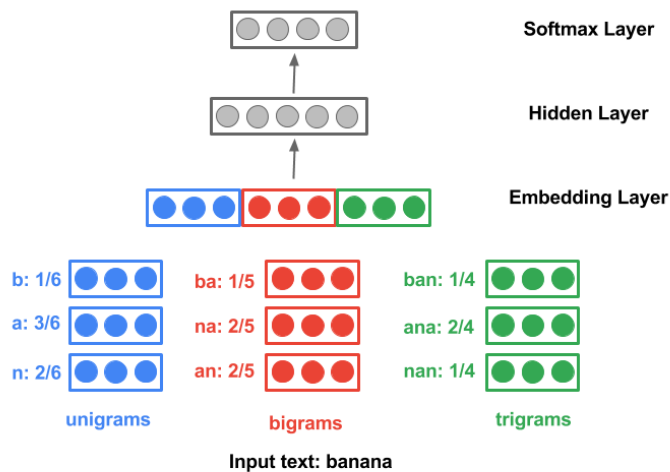 Softmax Layer
Hidden Layer
Embedding Layer
b: 1/6 ba: 1/5 ban: 1/4
a: 3/6 na: 2/5 ana: 2/4
n: 2/6 an: 2/5 nan: 1/4
unigrams bigrams trigrams
Input text: banana